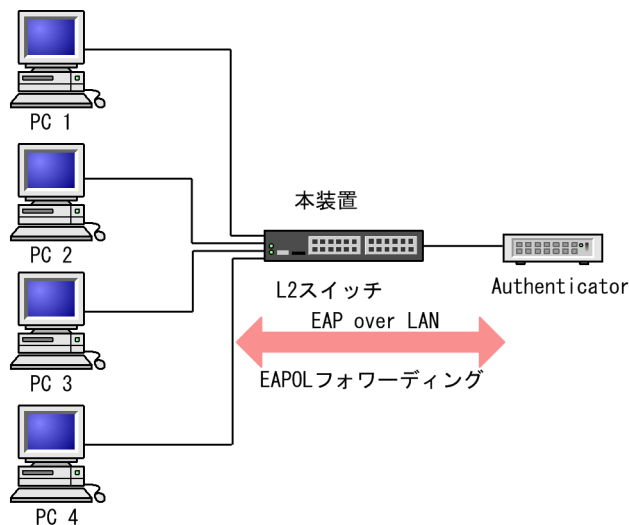 PC 1
PC 2
本装置
L2スイッチ
Authenticator
EAP over LAN
EAPOLフォワーディング
PC 3
PC 4